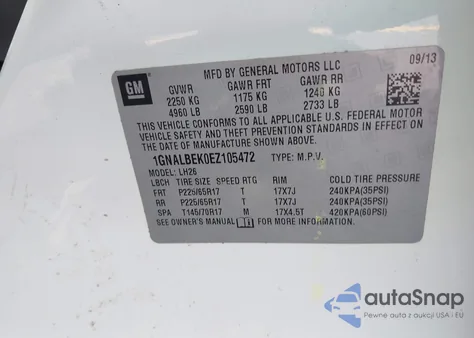 GM
MFD BY GENERAL MOTORS LLC 09/13
GVWR GAWR FRT GAWR RR
2250 KG 1175 KG 1240 KG
4960 LB 2590 LB 2733 LB
THIS VEHICLE CONFORMS TO ALL APPLICABLE U.S. FEDERAL MOTOR
VEHICLE SAFETY AND THEFT PREVENTION STANDARDS IN EFFECT ON
THE DATE OF MANUFACTURE SHOWN ABOVE.
1GNALBEK0EZ105472 TYPE: M.P.V.
MODEL: LH26
LBCH TIRE SIZE SPEED RTG RIM COLD TIRE PRESSURE
FRT P225/65R17 T 17X7J 240KPA(35PSI)
RR P225/65R17 T 17X7J 240KPA(35PSI)
SPA T145/70R17 M 17X4.5T 420KPA(60PSI)
SEE OWNER'S MANUAL FOR MORE INFORMATION.
autoSnap
Pewne auta z aukcji USA i EU